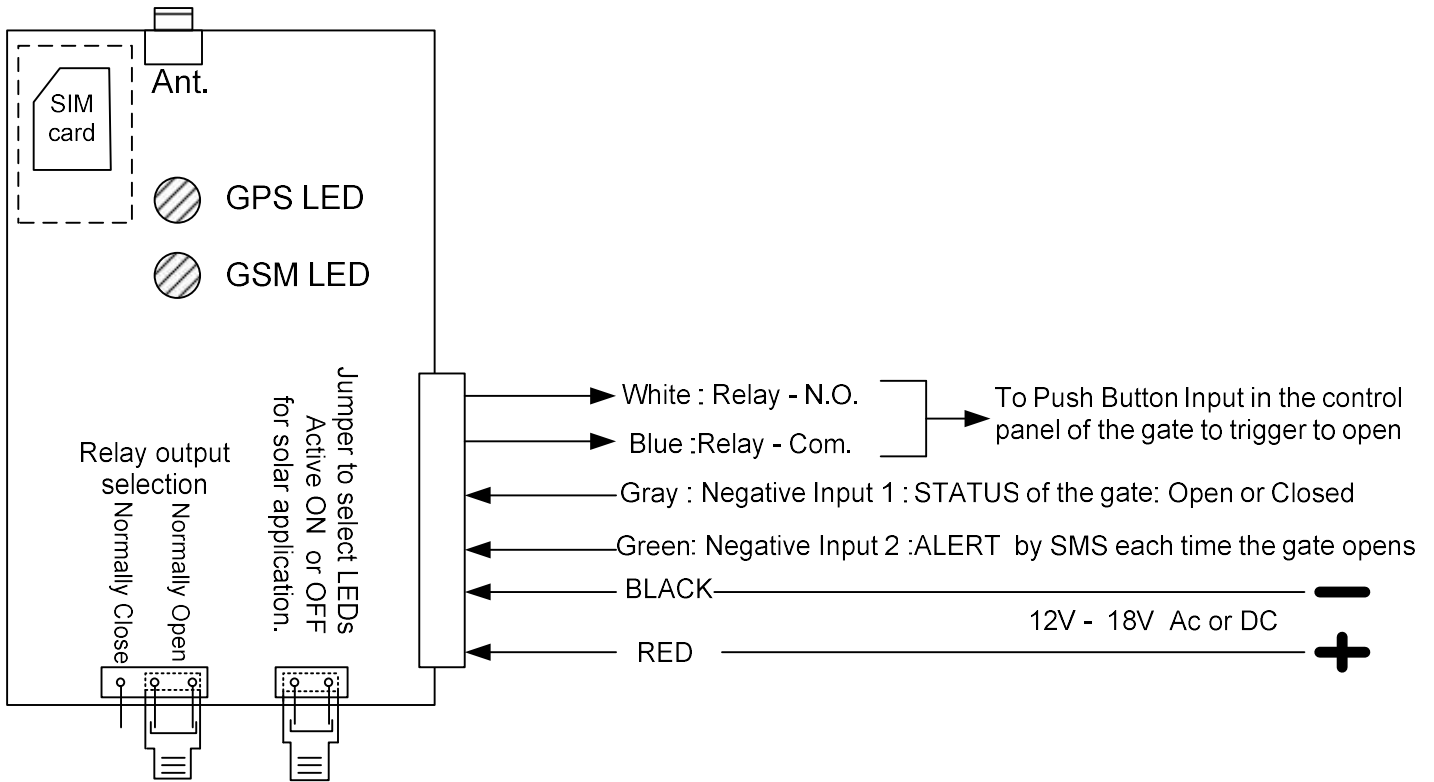 Ant.
SIM
card
GPS LED
GSM LED
Jumper to select LEDs
Active ON or OFF
for solar application.
Relay output
selection
Normally Close
Normally Open
White : Relay - N.O.
Blue :Relay - Com.
To Push Button Input in the control
panel of the gate to trigger to open
Gray : Negative Input 1 : STATUS of the gate: Open or Closed
Green: Negative Input 2 :ALERT by SMS each time the gate opens
BLACK
12V - 18V Ac or DC
RED